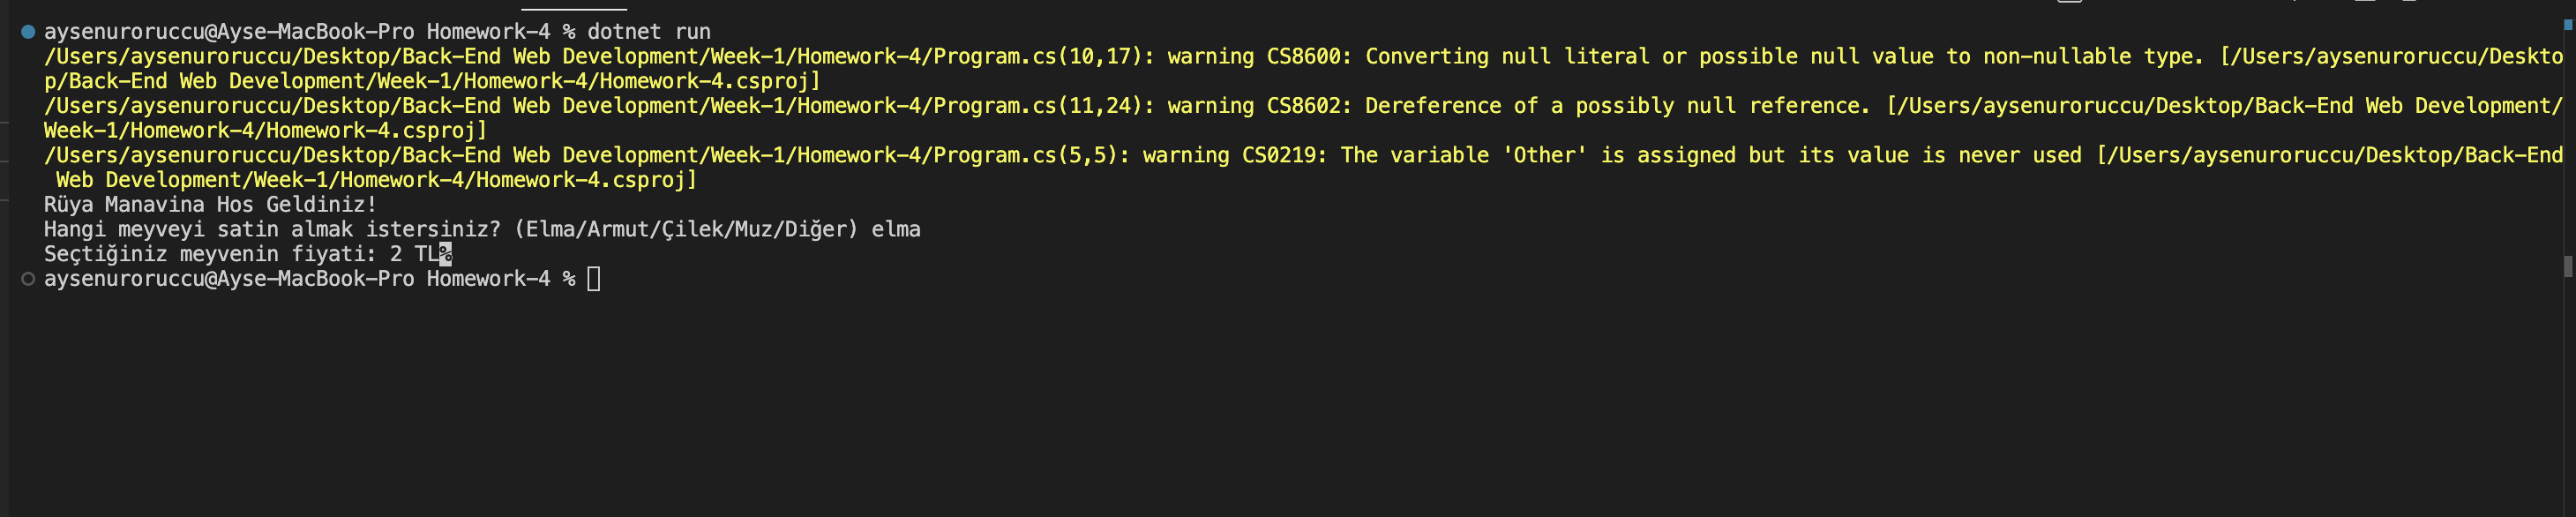 aysenuroruccu@Ayse-MacBook-Pro Homework-4 % dotnet run
/Users/aysenuroruccu/Desktop/Back-End Web Development/Week-1/Homework-4/Program.cs(10,17): warning CS8600: Converting null literal or possible null value to non-nullable type. [/Users/aysenuroruccu/Deskto
p/Back-End Web Development/Week-1/Homework-4/Homework-4.csproj]
/Users/aysenuroruccu/Desktop/Back-End Web Development/Week-1/Homework-4/Program.cs(11,24): warning CS8602: Dereference of a possibly null reference. [/Users/aysenuroruccu/Desktop/Back-End Web Development/
Week-1/Homework-4/Homework-4.csproj]
/Users/aysenuroruccu/Desktop/Back-End Web Development/Week-1/Homework-4/Program.cs(5,5): warning CS0219: The variable 'Other' is assigned but its value is never used [/Users/aysenuroruccu/Desktop/Back-End
Web Development/Week-1/Homework-4/Homework-4.csproj]
Rüya Manavina Hos Geldiniz!
Hangi meyveyi satin almak istersiniz? (Elma/Armut/Çilek/Muz/Diğer) elma
Seçtiğiniz meyvenin fiyati: 2 TL%
aysenuroruccu@Ayse-MacBook-Pro Homework-4 %